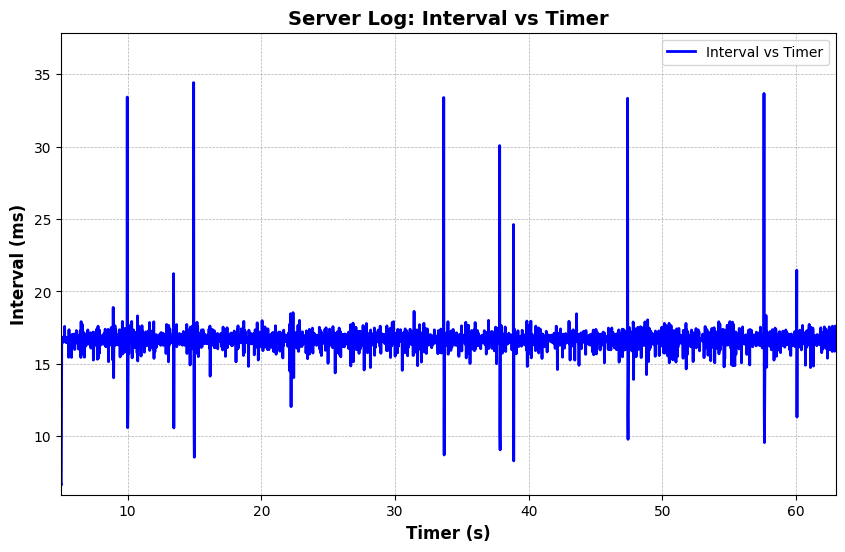 Server Log: Interval vs Timer
Interval vs Timer
35
30
25
20
15
10
Interval (ms)
10 20 30 40 50 60
Timer (s)